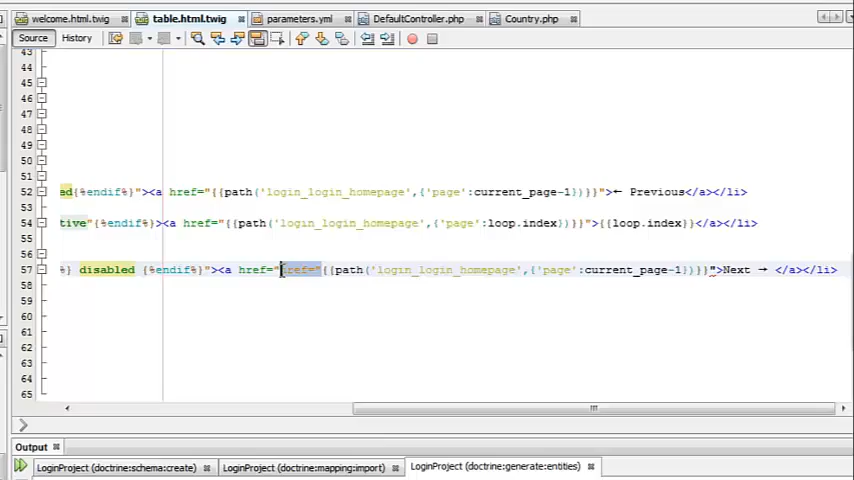 welcome.html.twig table.html.twig parameters.yml DefaultController.php Country.php
Source History
43
44
45
46
47
48
49
50
51
52 ed{%endif%}"><a href="{{path('login_login_homepage',{'page':current_page-1})}}">← Previous</a></li>
53
54 tive"{%endif%}><a href="{{path('login_login_homepage',{'page':loop.index})}}">{{loop.index}}</a></li>
55
56
57 %} disabled {%endif%}"><a href="href="{{path('login_login_homepage',{'page':current_page-1})}}">Next → </a></li>
58
59
60
61
62
63
64
65
Output
LoginProject (doctrine:schema:create) LoginProject (doctrine:mapping:import) LoginProject (doctrine:generate:entities)